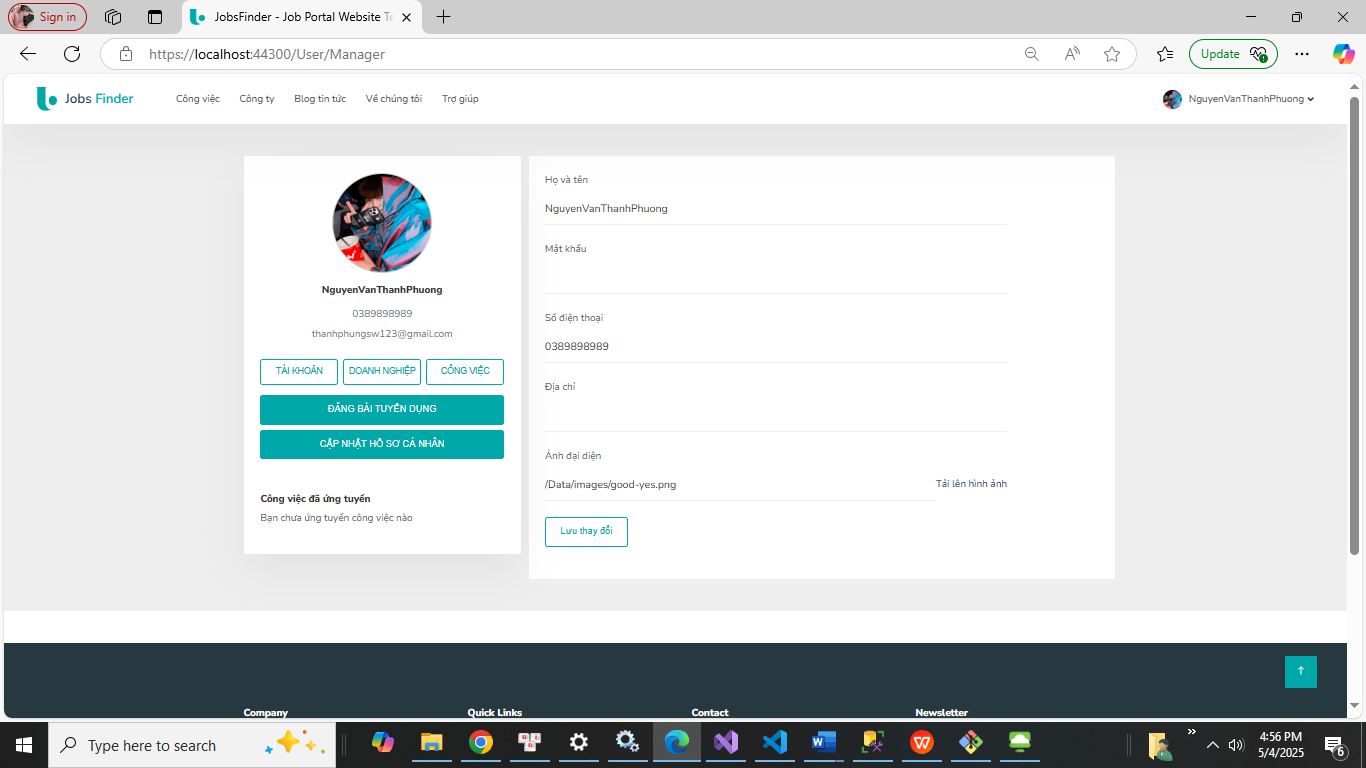 Sign in
JobsFinder - Job Portal Website Te
https://localhost:44300/User/Manager
Update
Jobs Finder
Công việc Công ty Blog tin tức Về chúng tôi Trợ giúp
NguyenVanThanhPhuong
NguyenVanThanhPhuong
0389898989
thanhphungsw123@gmail.com
TÀI KHOẢN DOANH NGHIỆP CÔNG VIỆC
ĐĂNG BÀI TUYỂN DỤNG
CẬP NHẬT HỒ SƠ CÁ NHÂN
Công việc đã ứng tuyển
Bạn chưa ứng tuyển công việc nào
Họ và tên
NguyenVanThanhPhuong
Mật khẩu
Số điện thoại
0389898989
Địa chỉ
Ảnh đại diện
/Data/images/good-yes.png
Tải lên hình ảnh
Lưu thay đổi
Company Quick Links Contact Newsletter
Type here to search
4:56 PM
5/4/2025
6